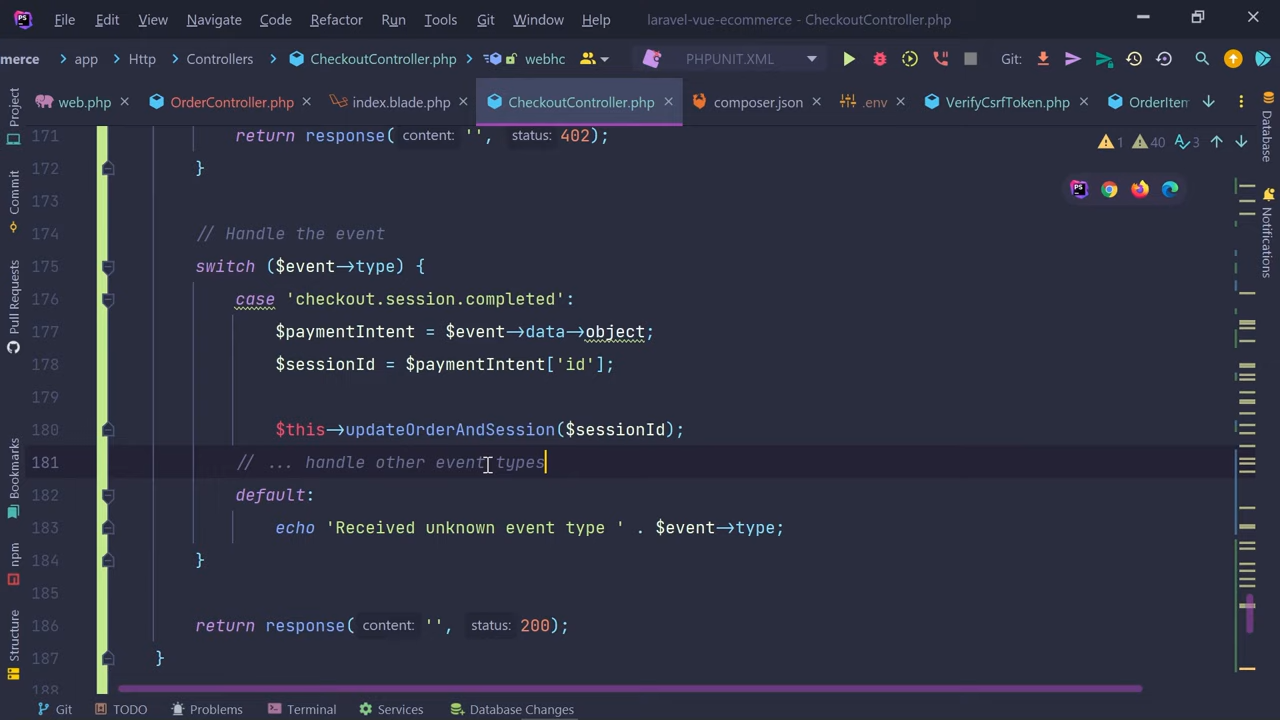 File Edit View Navigate Code Refactor Run Tools Git Window Help laravel-vue-ecommerce - CheckoutController.php
merce app Http Controllers CheckoutController.php webhc PHPUNIT.XML Git:
web.php OrderController.php index.blade.php CheckoutController.php composer.json .env VerifyCsrfToken.php OrderItem
1 40 3
Project
Commit
Pull Requests
Bookmarks
npm
Structure
171 return response( content: '', status: 402);
172 }
173
174 // Handle the event
175 switch ($event→type) {
176 case 'checkout.session.completed':
177 $paymentIntent = $event→data→object;
178 $sessionId = $paymentIntent['id'];
179
180 $this→updateOrderAndSession($sessionId);
181 // ... handle other event types
182 default:
183 echo 'Received unknown event type ' . $event→type;
184 }
185
186 return response( content: '', status: 200);
187 }
188
Database
Notifications
Git TODO Problems Terminal Services Database Changes